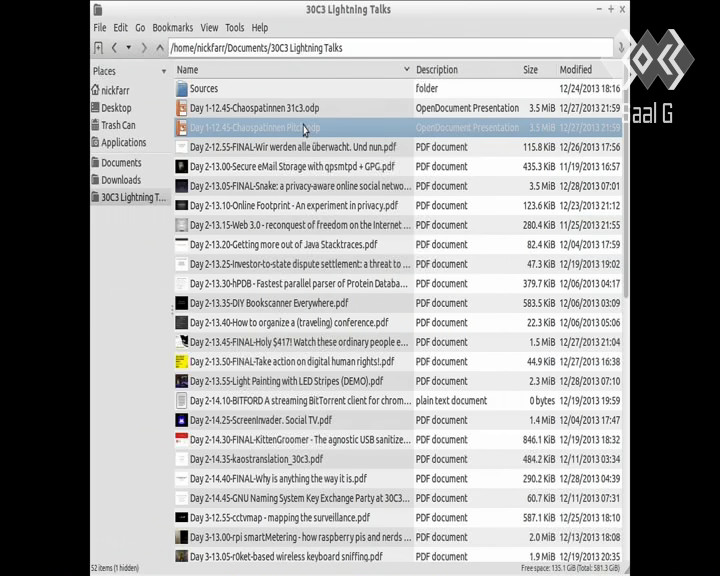 30C3 Lightning Talks
File Edit Go Bookmarks View Tools Help
/home/nickfarr/Documents/30C3 Lightning Talks
Places
nickfarr
Desktop
Trash Can
Applications
Documents
Downloads
30C3 Lightning T...
Name Description Size Modified
Sources folder 12/24/2013 18:16
Day 1-12.45-Chaospatinnen 31c3.odp OpenDocument Presentation 3.5 MiB 12/27/2013 21:59
Day 1-12.45-Chaospatinnen OpenDocument Presentation 3.5 MiB 12/27/2013 21:59
Day 2-12.55-FINAL-Wir werden alle überwacht. Und nun.pdf PDF document 115.8 KiB 12/26/2013 17:56
Day 2-13.00-Secure eMail Storage with qpsmtpd + GPG.pdf PDF document 435.3 KiB 11/19/2013 16:57
Day 2-13.05-FINAL-Snake: a privacy-aware online social netwo... PDF document 3.5 MiB 12/28/2013 07:01
Day 2-13.10-Online Footprint - An experiment in privacy.pdf PDF document 123.6 KiB 12/23/2013 21:12
Day 2-13.15-Web 3.0 - reconquest of freedom on the Internet ... PDF document 280.4 KiB 11/25/2013 21:55
Day 2-13.20-Getting more out of Java Stacktraces.pdf PDF document 82.4 KiB 12/04/2013 17:59
Day 2-13.25-Investor-to-state dispute settlement: a threat to ... PDF document 47.3 KiB 12/19/2013 19:02
Day 2-13.30-hPDB - Fastest parallel parser of Protein Databa... PDF document 379.7 KiB 12/06/2013 04:17
Day 2-13.35-DIY Bookscanner Everywhere.pdf PDF document 583.5 KiB 12/06/2013 03:09
Day 2-13.40-How to organize a (traveling) conference.pdf PDF document 22.3 KiB 12/06/2013 05:06
Day 2-13.45-FINAL-Holy $417! Watch these ordinary people e... PDF document 1.5 MiB 12/27/2013 21:04
Day 2-13.50-FINAL-Take action on digital human rights!.pdf PDF document 44.9 KiB 12/27/2013 16:38
Day 2-13.55-Light Painting with LED Stripes (DEMO).pdf PDF document 2.3 MiB 12/28/2013 07:10
Day 2-14.10-BITFORD A streaming BitTorrent client for chrom... plain text document 0 bytes 12/19/2013 19:59
Day 2-14.25-ScreenInvader. Social TV.pdf PDF document 1.4 MiB 12/04/2013 17:47
Day 2-14.30-FINAL-KittenGroomer - The agnostic USB sanitize... PDF document 846.1 KiB 12/19/2013 18:32
Day 2-14.35-kaostranslation_30c3.pdf PDF document 484.2 KiB 12/11/2013 03:34
Day 2-14.40-FINAL-Why is anything the way it is.pdf PDF document 290.2 KiB 12/28/2013 04:39
Day 2-14.45-GNU Naming System Key Exchange Party at 30C3... PDF document 60.7 KiB 12/11/2013 07:31
Day 3-12.55-cctvmap - mapping the surveillance.pdf PDF document 587.1 KiB 12/25/2013 18:10
Day 3-13.00-rpi smartMetering - how raspberry pis and nerds ... PDF document 2.0 MiB 12/13/2013 18:08
Day 3-13.05-r0ket-based wireless keyboard sniffing.pdf PDF document 1.9 MiB 12/19/2013 20:35
52 items (1 hidden) Free space: 135.1 GiB (Total: 581.3 GiB)
aal G